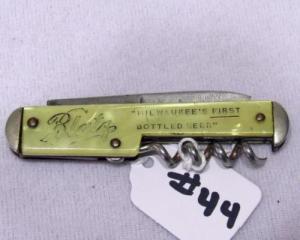 Blatz
"MILWAUKEE'S FIRST
BOTTLED BEER"
#44